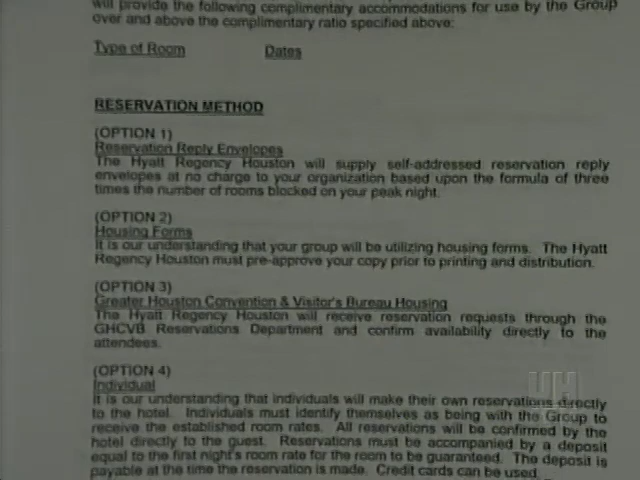 will provide the following complimentary accommodations for use by the Group
over and above the complimentary ratio specified above:
Type of Room Dates
RESERVATION METHOD
(OPTION 1)
Reservation Reply Envelopes
The Hyatt Regency Houston will supply self-addressed reservation reply
envelopes at no charge to your organization based upon the formula of three
times the number of rooms blocked on your peak night.
(OPTION 2)
Housing Forms
It is our understanding that your group will be utilizing housing forms. The Hyatt
Regency Houston must pre-approve your copy prior to printing and distribution.
(OPTION 3)
Greater Houston Convention & Visitor's Bureau Housing
The Hyatt Regency Houston will receive reservation requests through the
GHCVB Reservations Department and confirm availability directly to the
attendees.
(OPTION 4)
Individual
It is our understanding that individuals will make their own reservations directly
to the hotel. Individuals must identify themselves as being with the Group to
receive the established room rates. All reservations will be confirmed by the
hotel directly to the guest. Reservations must be accompanied by a deposit
equal to the first night's room rate for the room to be guaranteed. The deposit is
payable at the time the reservation is made. Credit cards can be used.
UH